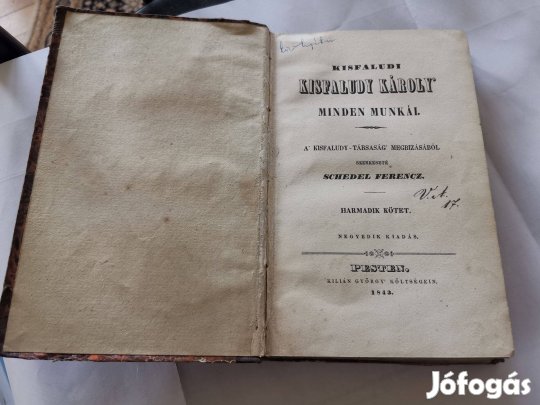 KISFALUDI
KISFALUDY KÁROLY'
MINDEN MUNKÁI.
A' KISFALUDY-TÁRSASÁG' MEGBIZÁSÁBÓL
SZERKESZTÉ
SCHEDEL FERENCZ.
V. A.
17.
HARMADIK KÖTET.
NEGYEDIK KIADÁS.
PESTEN,
KILIÁN GYÖRGY' KÖLTSÉGEIN.
1843.
Jófogás